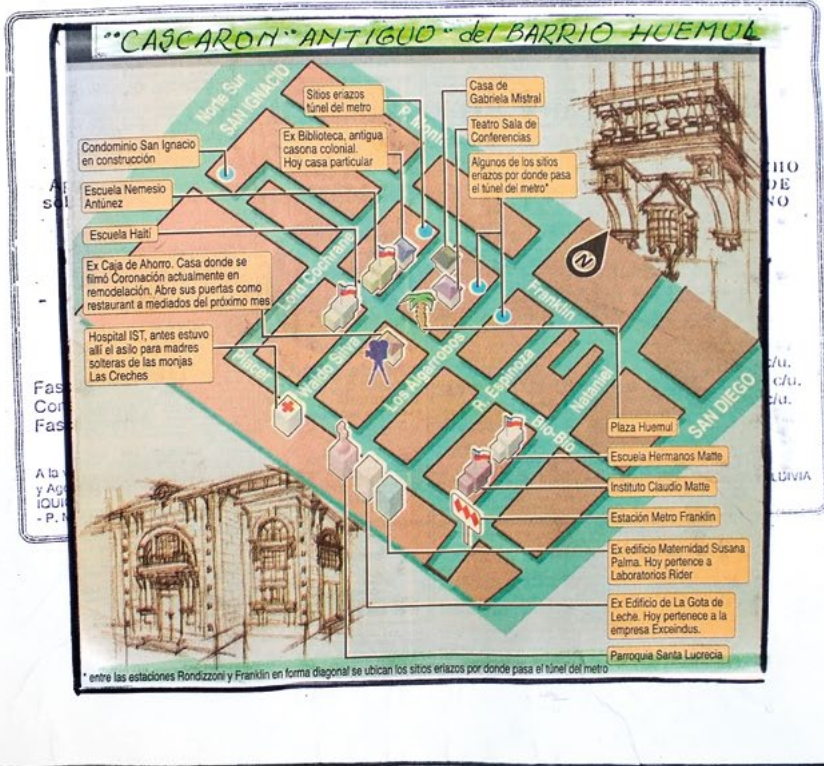 "CASCARON" ANTIGUO" del BARRIO HUEMUL
Norte Sur
SAN IGNACIO
Sitios eriazos
túnel del metro
Casa de
Gabriela Mistral
Teatro Sala de
Conferencias
Condominio San Ignacio
en construcción
Ex Biblioteca, antigua
casona colonial.
Hoy casa particular
Algunos de los sitios
eriazos por donde pasa
el túnel del metro*
Escuela Nemesio
Antúnez
Escuela Haití
Ex Caja de Ahorro. Casa donde se
filmó Coronación actualmente en
remodelación. Abre sus puertas como
restaurant a mediados del próximo mes
Hospital IST, antes estuvo
allí el asilo para madres
solteras de las monjas
Las Creches
Lord Cochrane
P. Montt
N
Franklin
Placer
Waldo Silva
Los Algarrobos
R. Espinoza
Bio-Bio
Nataniel
SAN DIEGO
Plaza Huemul
Escuela Hermanos Matte
Instituto Claudio Matte
Estación Metro Franklin
Ex edificio Maternidad Susana
Palma. Hoy pertence a
Laboratorios Rider
Ex Edificio de La Gota de
Leche. Hoy pertenece a la
empresa Exceindus.
Parroquia Santa Lucrecia
* entre las estaciones Rondizzoni y Franklin en forma diagonal se ubican los sitios eriazos por donde pasa el túnel del metro
c/u.
c/u.
c/u.
A la
y
- P.